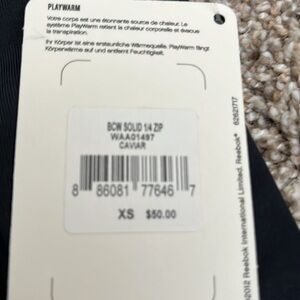 PLAYWARM
Votre corps est une étonnante source de chaleur. Le
système PlayWarm retient la chaleur corporelle et évacue
la transpiration.
Ihr Körper ist eine erstaunliche Wärmequelle. PlayWarm fängt
Körperwärme auf und entfernt Feuchtigkeit.
BCW SOLID 1/4 ZIP
WAA01497
CAVIAR
8 86081 77646 7
XS $50.00
©2012 Reebok International Limited. Reebok®
6262I717